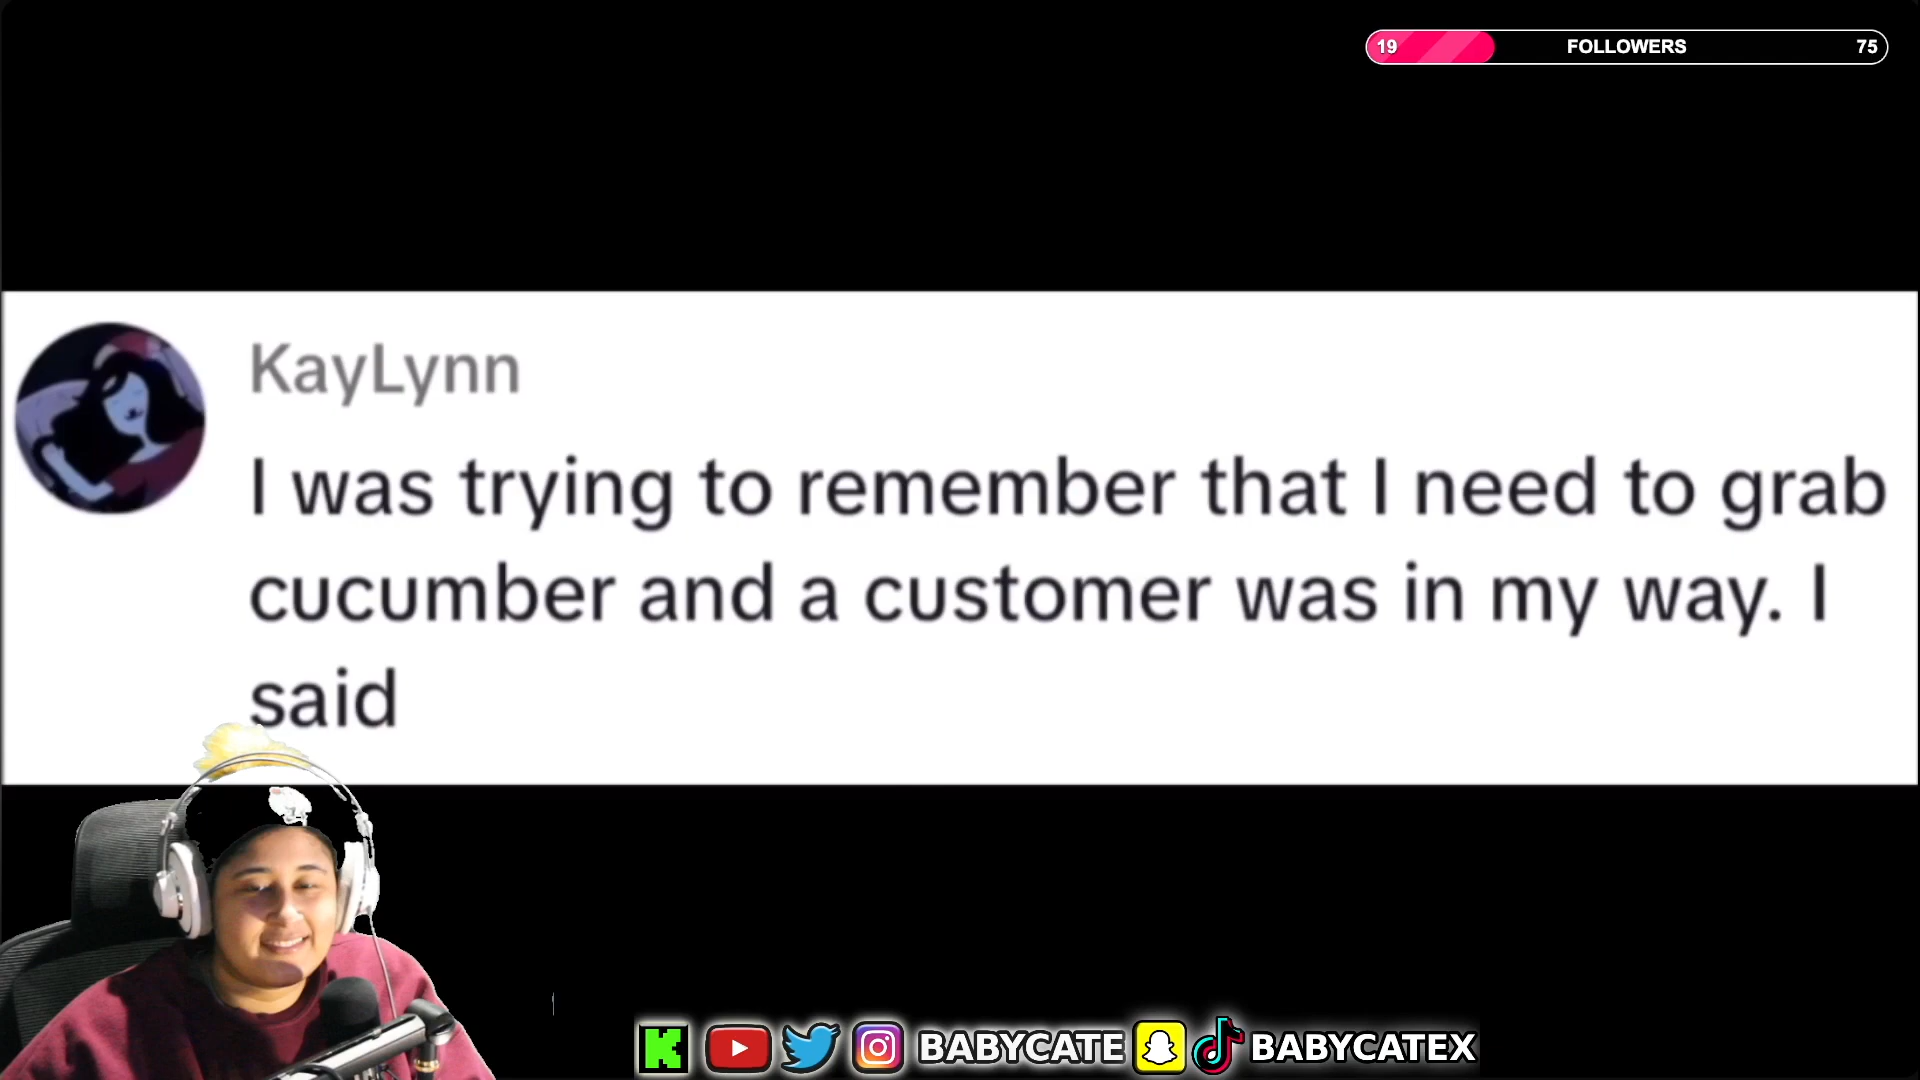 19 FOLLOWERS 75
KayLynn
I was trying to remember that I need to grab
cucumber and a customer was in my way. I
said
BABYCATE BABYCATEX